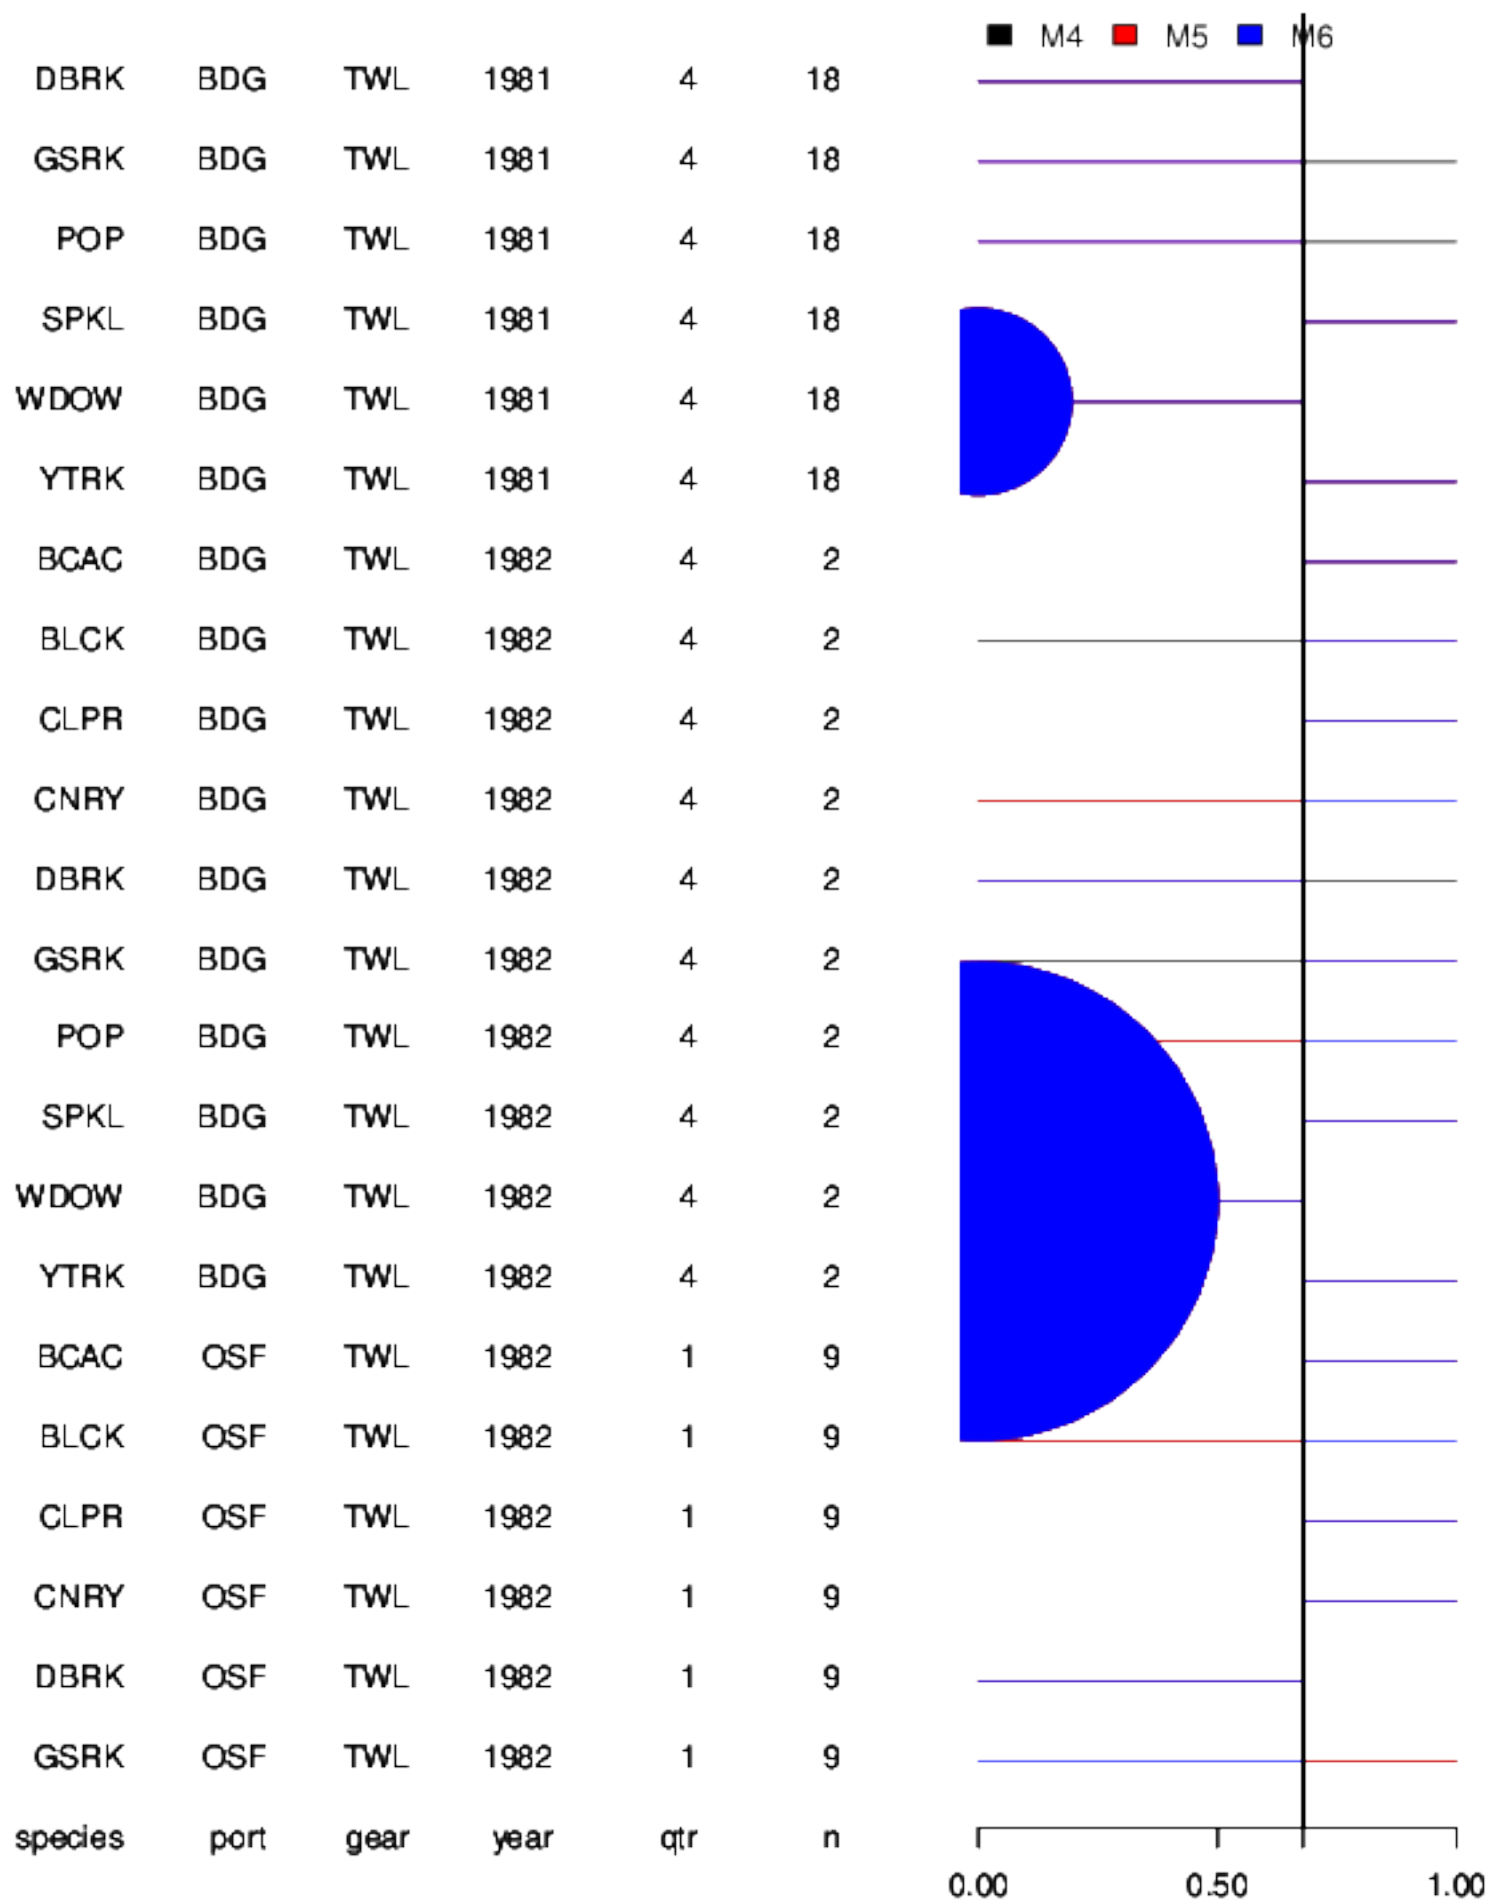 M4 M5 M6
DBRK BDG TWL 1981 4 18
GSRK BDG TWL 1981 4 18
POP BDG TWL 1981 4 18
SPKL BDG TWL 1981 4 18
WDOW BDG TWL 1981 4 18
YTRK BDG TWL 1981 4 18
BCAC BDG TWL 1982 4 2
BLCK BDG TWL 1982 4 2
CLPR BDG TWL 1982 4 2
CNRY BDG TWL 1982 4 2
DBRK BDG TWL 1982 4 2
GSRK BDG TWL 1982 4 2
POP BDG TWL 1982 4 2
SPKL BDG TWL 1982 4 2
WDOW BDG TWL 1982 4 2
YTRK BDG TWL 1982 4 2
BCAC OSF TWL 1982 1 9
BLCK OSF TWL 1982 1 9
CLPR OSF TWL 1982 1 9
CNRY OSF TWL 1982 1 9
DBRK OSF TWL 1982 1 9
GSRK OSF TWL 1982 1 9
species port gear year qtr n
0.00 0.50 1.00